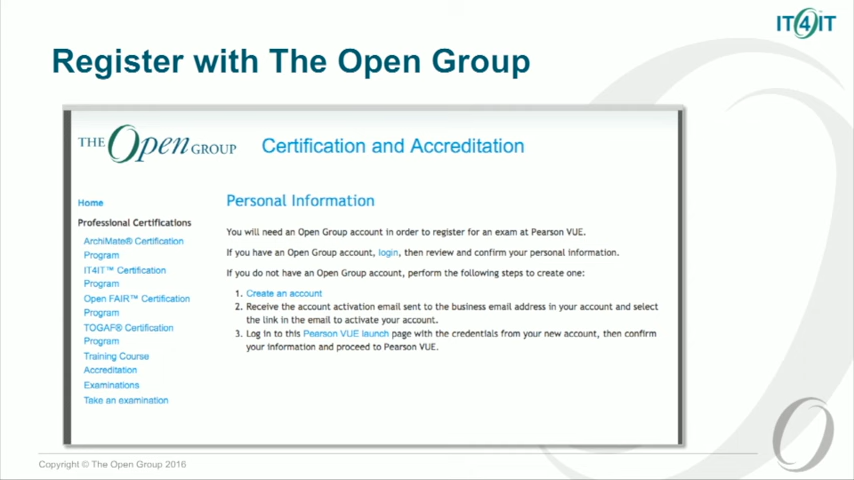 IT4IT™
Register with The Open Group
THE Open GROUP
Certification and Accreditation
Home
Professional Certifications
ArchiMate® Certification
Program
IT4IT™ Certification
Program
Open FAIR™ Certification
Program
TOGAF® Certification
Program
Training Course
Accreditation
Examinations
Take an examination
Personal Information
You will need an Open Group account in order to register for an exam at Pearson VUE.
If you have an Open Group account, login, then review and confirm your personal information.
If you do not have an Open Group account, perform the following steps to create one:
1. Create an account
2. Receive the account activation email sent to the business email address in your account and select
the link in the email to activate your account.
3. Log in to this Pearson VUE launch page with the credentials from your new account, then confirm
your information and proceed to Pearson VUE.
Copyright © The Open Group 2016